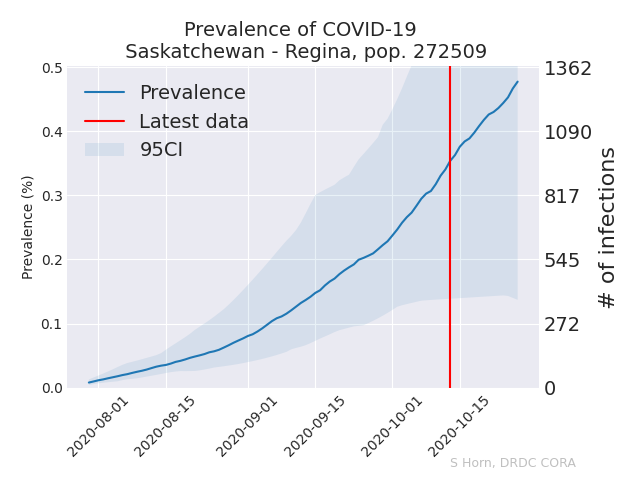 Prevalence of COVID-19
Saskatchewan - Regina, pop. 272509
Prevalence
Latest data
95CI
Prevalence (%)
0.5
0.4
0.3
0.2
0.1
0.0
1362
1090
817
545
272
0
# of infections
2020-08-01
2020-08-15
2020-09-01
2020-09-15
2020-10-01
2020-10-15
S Horn, DRDC CORA